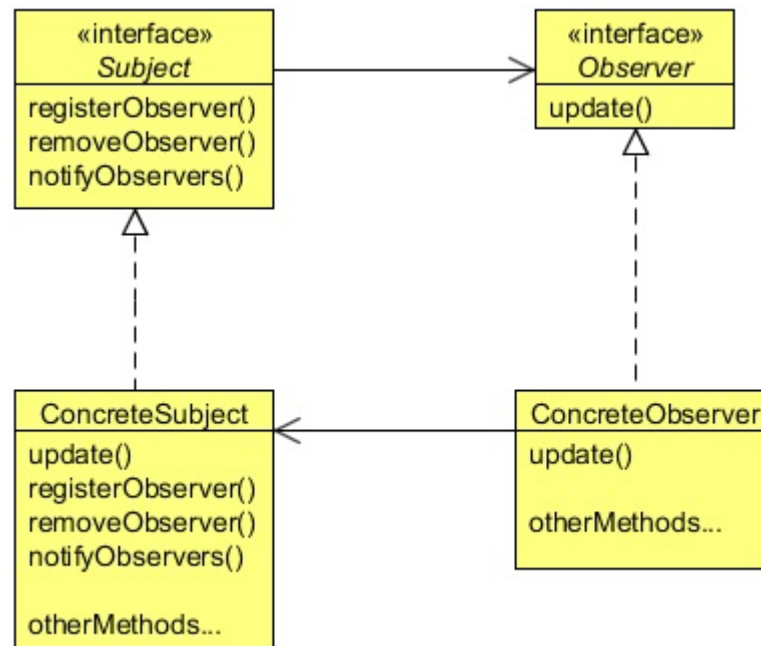 «interface»
Subject
registerObserver()
removeObserver()
notifyObservers()
«interface»
Observer
update()
ConcreteSubject
update()
registerObserver()
removeObserver()
notifyObservers()
otherMethods...
ConcreteObserver
update()
otherMethods...